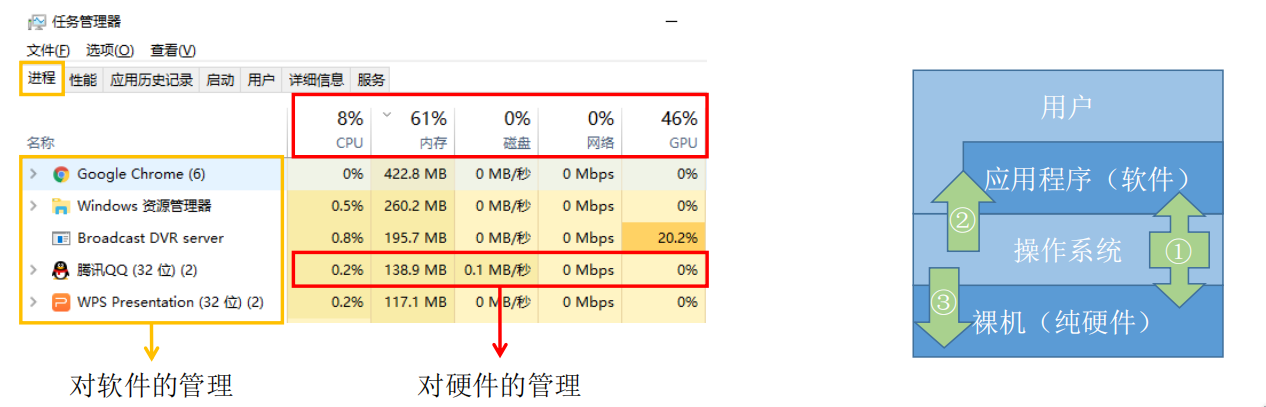 任务管理器
文件(F) 选项(O) 查看(V)
进程 性能 应用历史记录 启动 用户 详细信息 服务
8% 61% 0% 0% 46%
名称 CPU 内存 磁盘 网络 GPU
Google Chrome (6) 0% 422.8 MB 0 MB/秒 0 Mbps 0%
Windows 资源管理器 0.5% 260.2 MB 0 MB/秒 0 Mbps 0%
Broadcast DVR server 0.8% 195.7 MB 0 MB/秒 0 Mbps 20.2%
腾讯QQ (32 位) (2) 0.2% 138.9 MB 0.1 MB/秒 0 Mbps 0%
WPS Presentation (32 位) (2) 0.2% 117.1 MB 0 MB/秒 0 Mbps 0%
对软件的管理 对硬件的管理
用户
应用程序（软件）
②
操作系统
①
③
裸机（纯硬件）